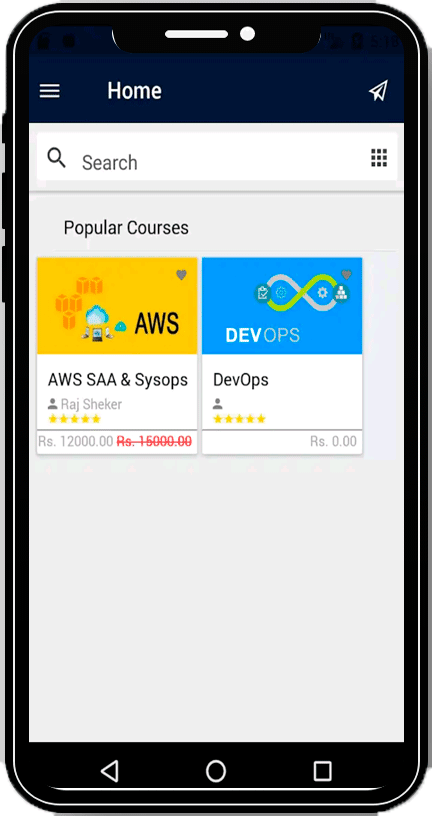 Home
Search
Popular Courses
AWS
DEVOPS
AWS SAA & Sysops
DevOps
Raj Sheker
Rs. 12000.00 Rs. 15000.00
Rs. 0.00